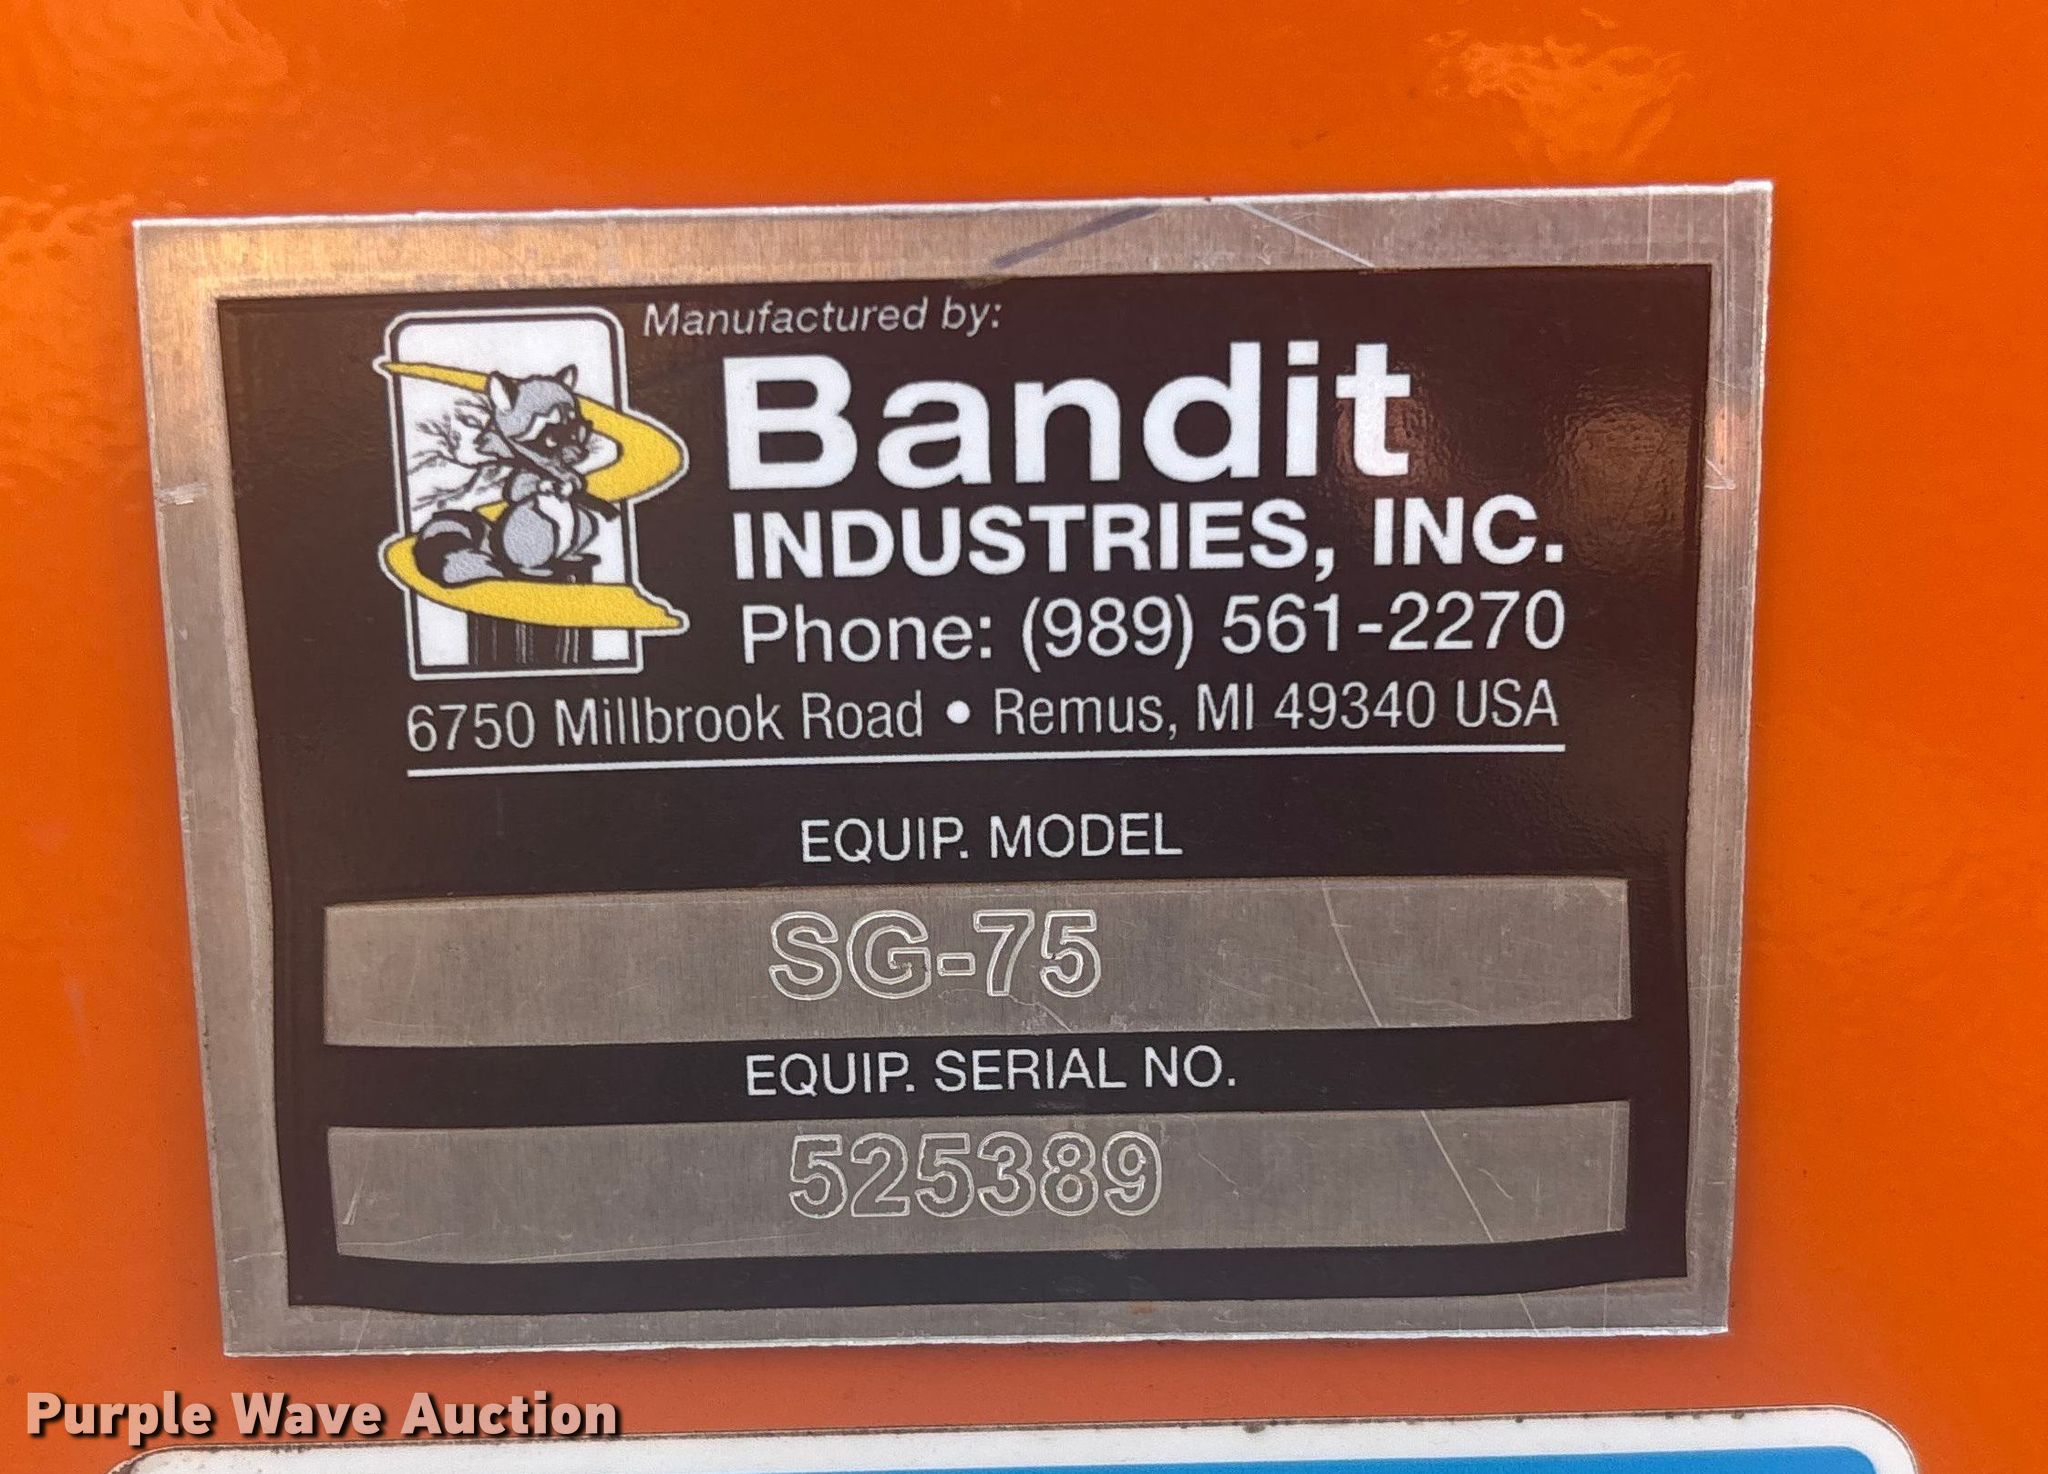 Manufactured by:
Bandit
INDUSTRIES, INC.
Phone: (989) 561-2270
6750 Millbrook Road • Remus, MI 49340 USA
EQUIP. MODEL
SG-75
EQUIP. SERIAL NO.
525389
Purple Wave Auction